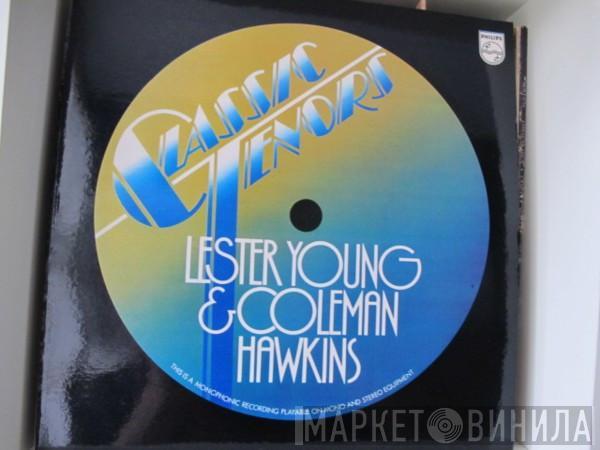 PHILIPS
CLASSIC
TENORS
LESTER YOUNG
& COLEMAN
HAWKINS
THIS IS A MONOPHONIC RECORDING PLAYABLE ON MONO AND STEREO EQUIPMENT
МАРКЕТ ВИНИЛА